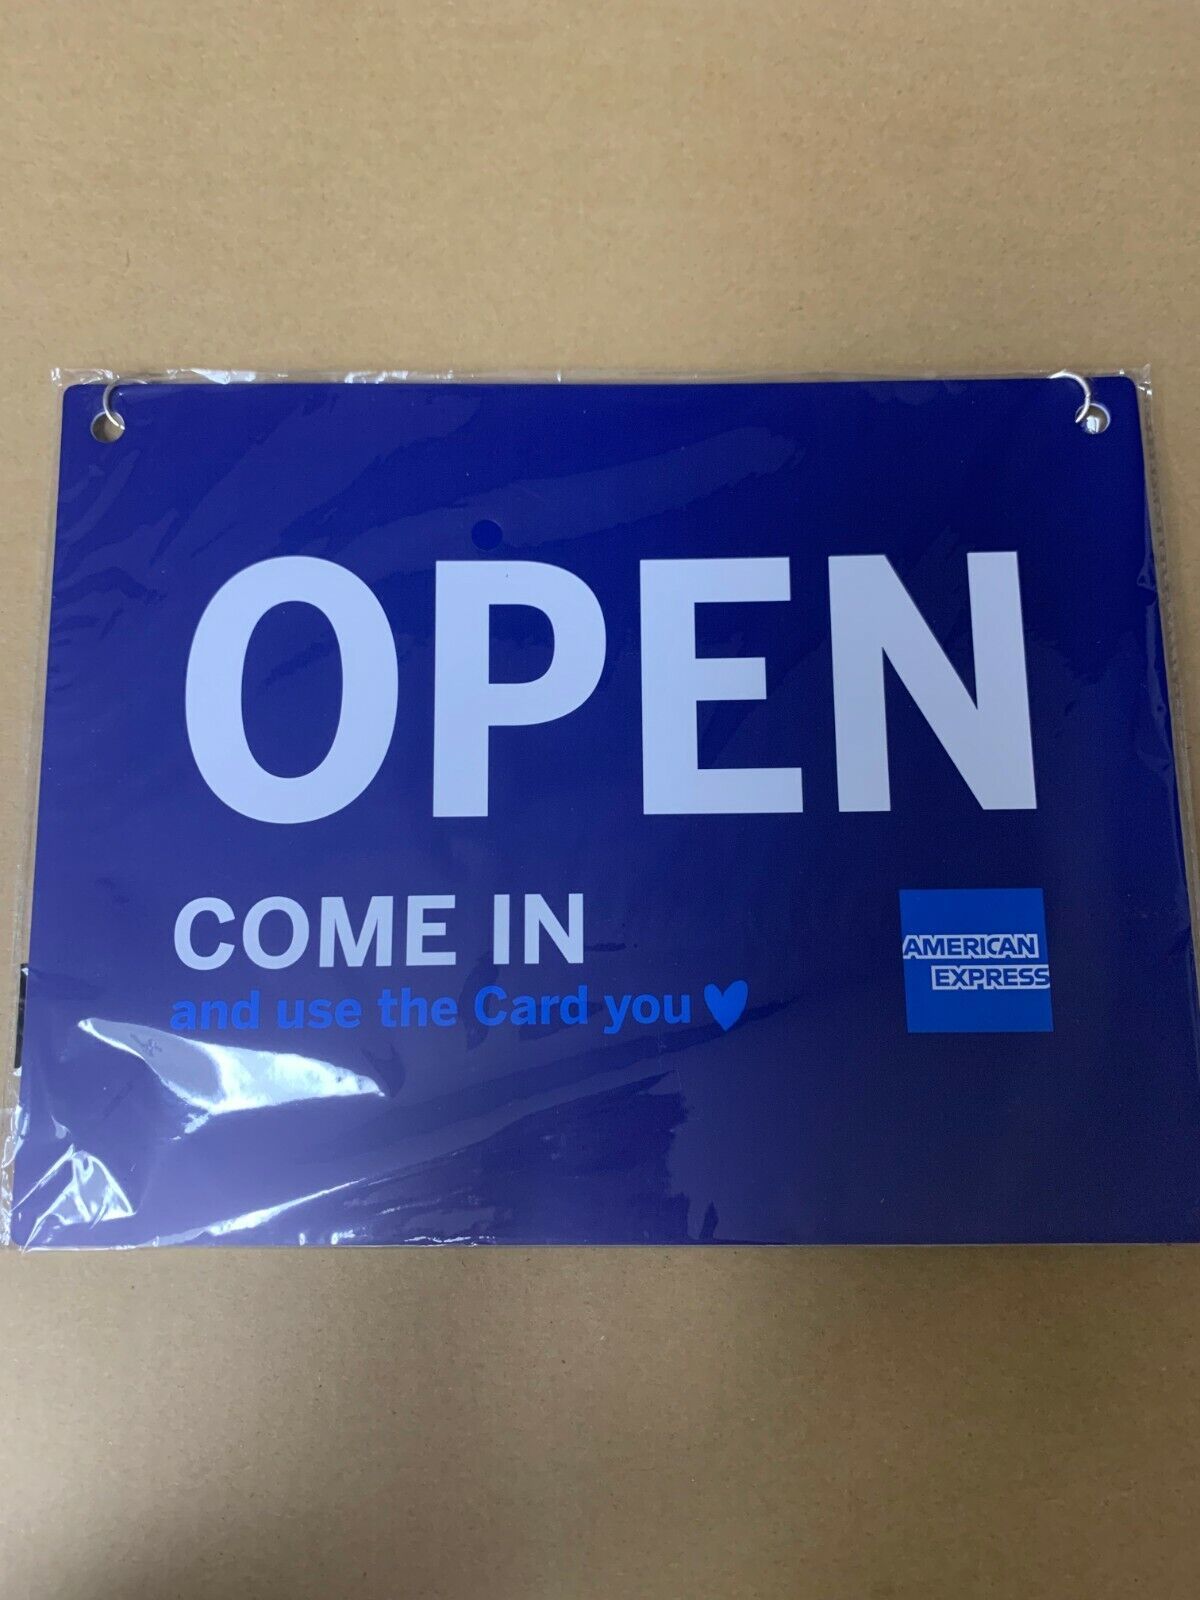 OPEN
COME IN
and use the Card you ♥
AMERICAN
EXPRESS